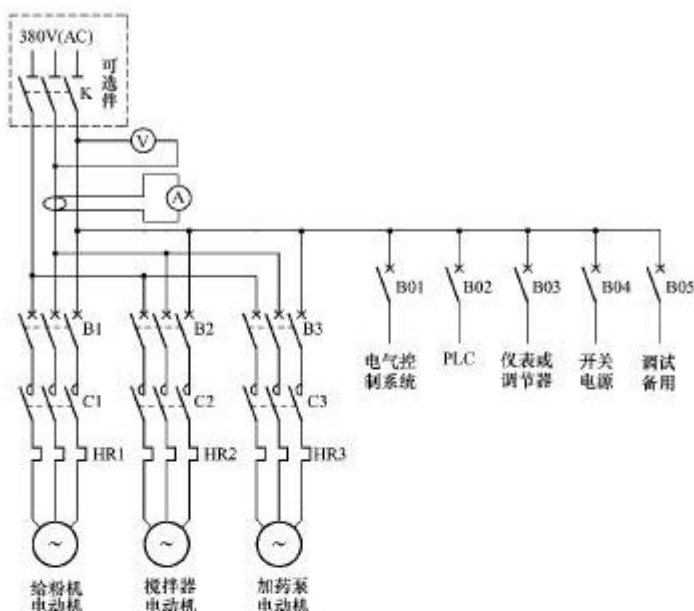 380V(AC)
可选件
K
V
A
B01
B02
B03
B04
B05
B1
B2
B3
电气控
制系统
PLC
仪表或
调节器
开关
电源
调试
备用
C1
C2
C3
HR1
HR2
HR3
~
~
~
给粉机
电动机
搅拌器
电动机
加药泵
电动机